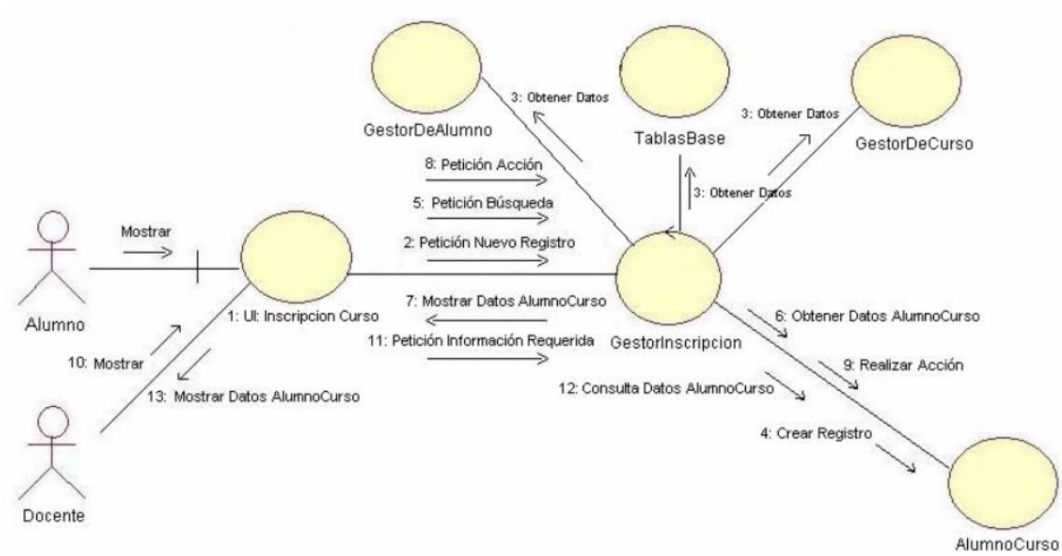 3: Obtener Datos
GestorDeAlumno
TablasBase
3: Obtener Datos
GestorDeCurso
8: Petición Acción
3: Obtener Datos
5: Petición Búsqueda
Mostrar
2: Petición Nuevo Registro
Alumno
1: UI: Inscripcion Curso
7: Mostrar Datos AlumnoCurso
GestorInscripcion
6: Obtener Datos AlumnoCurso
10: Mostrar
11: Petición Información Requerida
9: Realizar Acción
13: Mostrar Datos AlumnoCurso
12: Consulta Datos AlumnoCurso
4: Crear Registro
Docente
AlumnoCurso